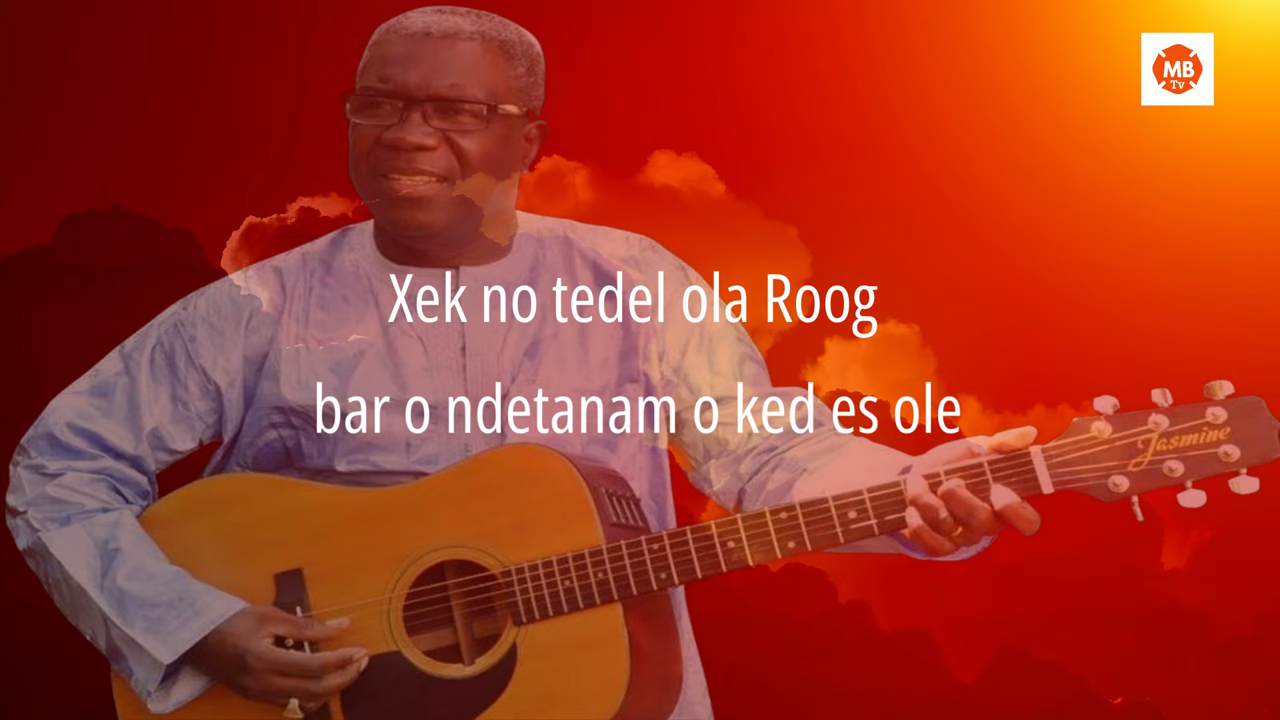 MB
Tv
Xek no tedel ola Roog
bar o ndetanam o ked es ole
Jasmine